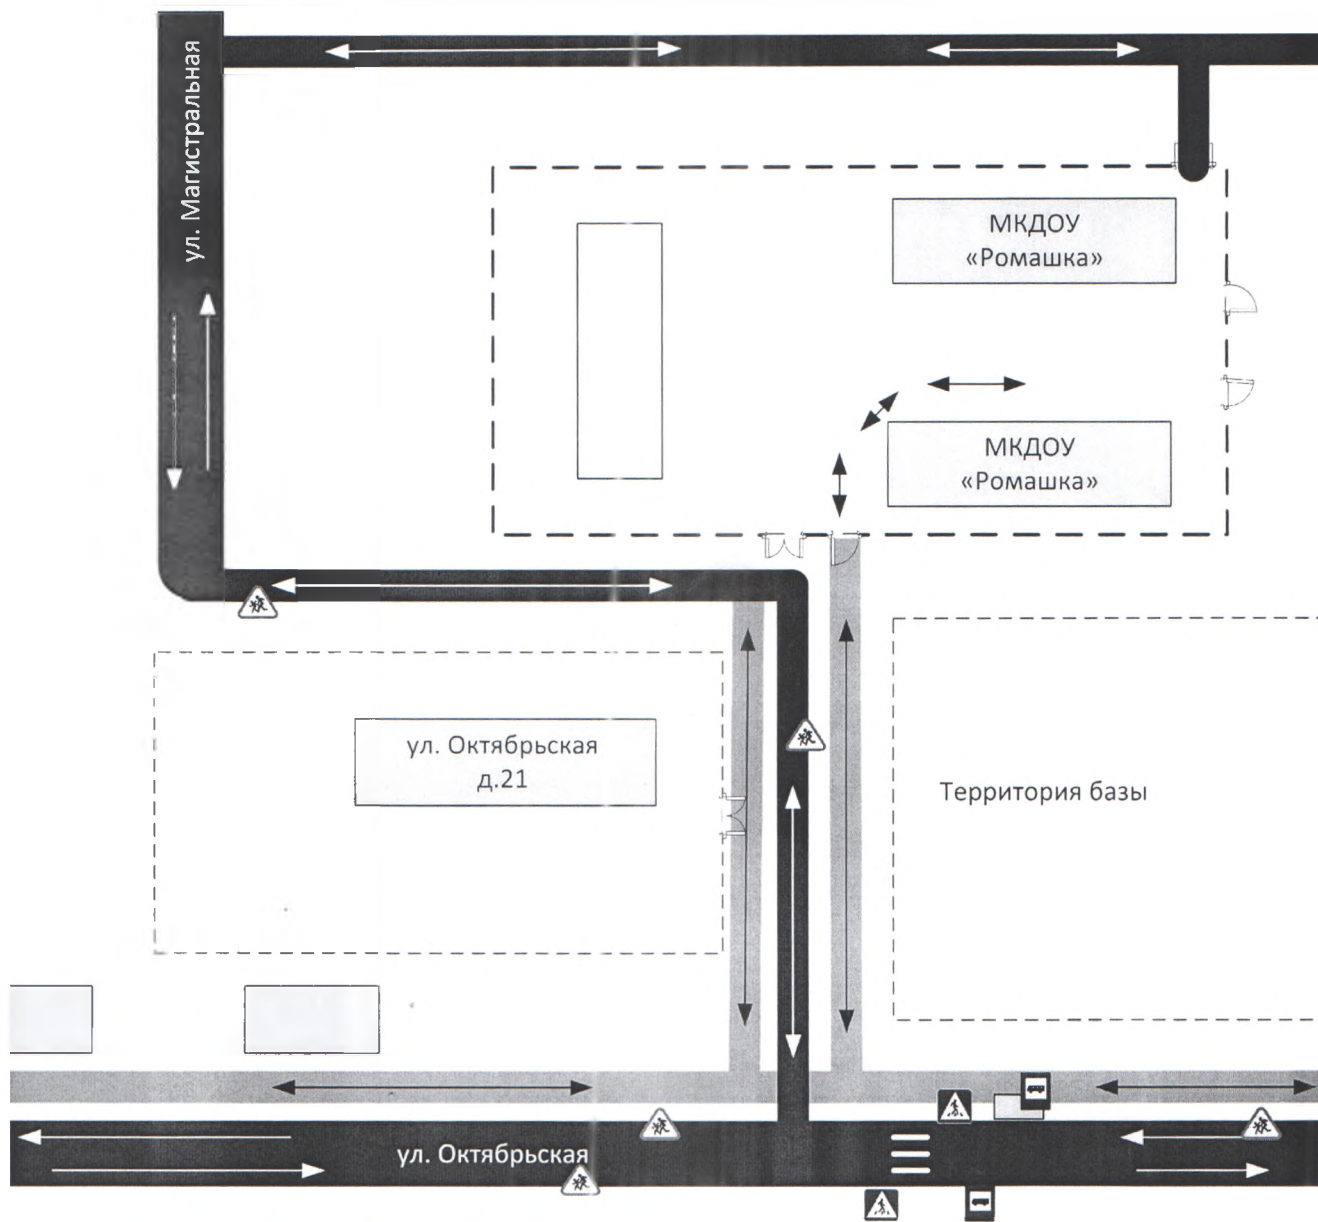 ул. Магистральная
МКДОУ
«Ромашка»
МКДОУ
«Ромашка»
ул. Октябрьская
д.21
Территория базы
ул. Октябрьская